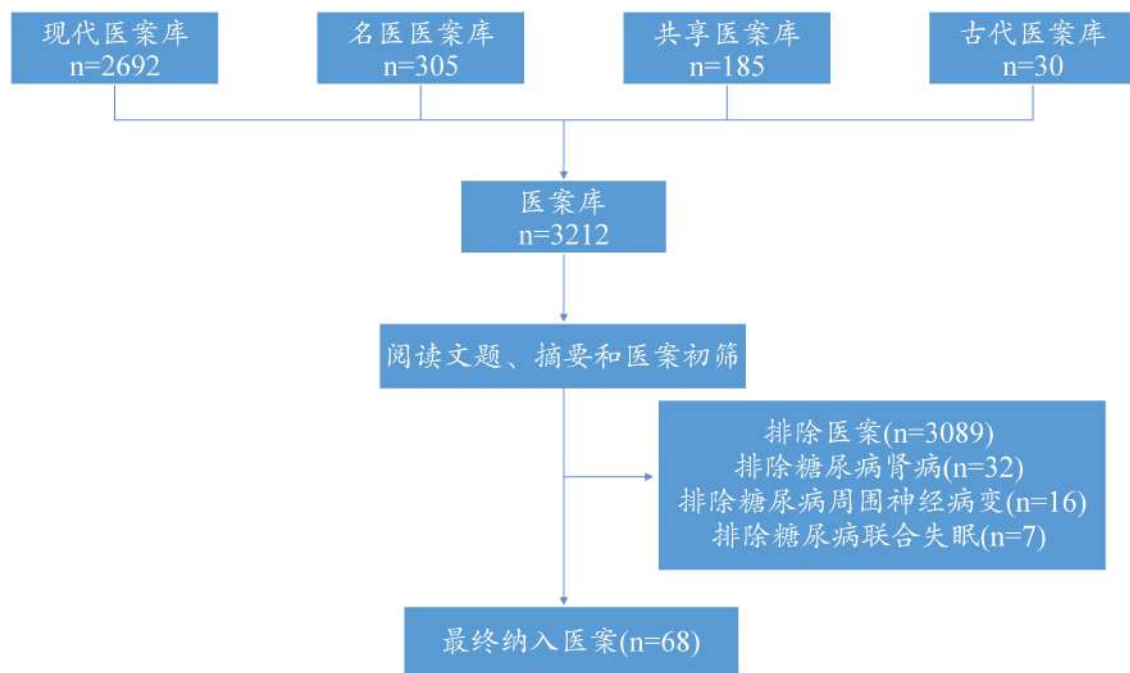 现代医案库
n=2692
名医医案库
n=305
共享医案库
n=185
古代医案库
n=30
医案库
n=3212
阅读文题、摘要和医案初筛
排除医案(n=3089)
排除糖尿病肾病(n=32)
排除糖尿病周围神经病变(n=16)
排除糖尿病联合失眠(n=7)
最终纳入医案(n=68)